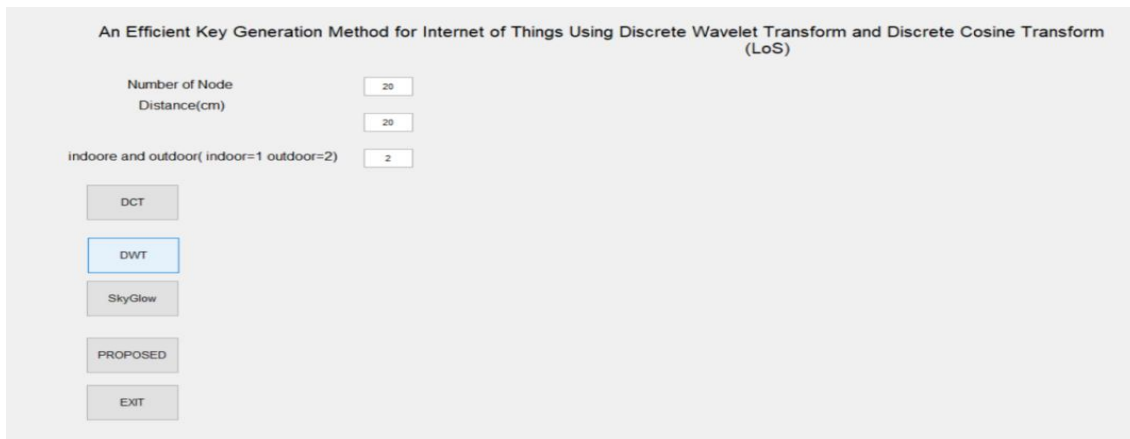 An Efficient Key Generation Method for Internet of Things Using Discrete Wavelet Transform and Discrete Cosine Transform
(LoS)
Number of Node
20
Distance(cm)
20
indoore and outdoor( indoor=1 outdoor=2)
2
DCT
DWT
SkyGlow
PROPOSED
EXIT